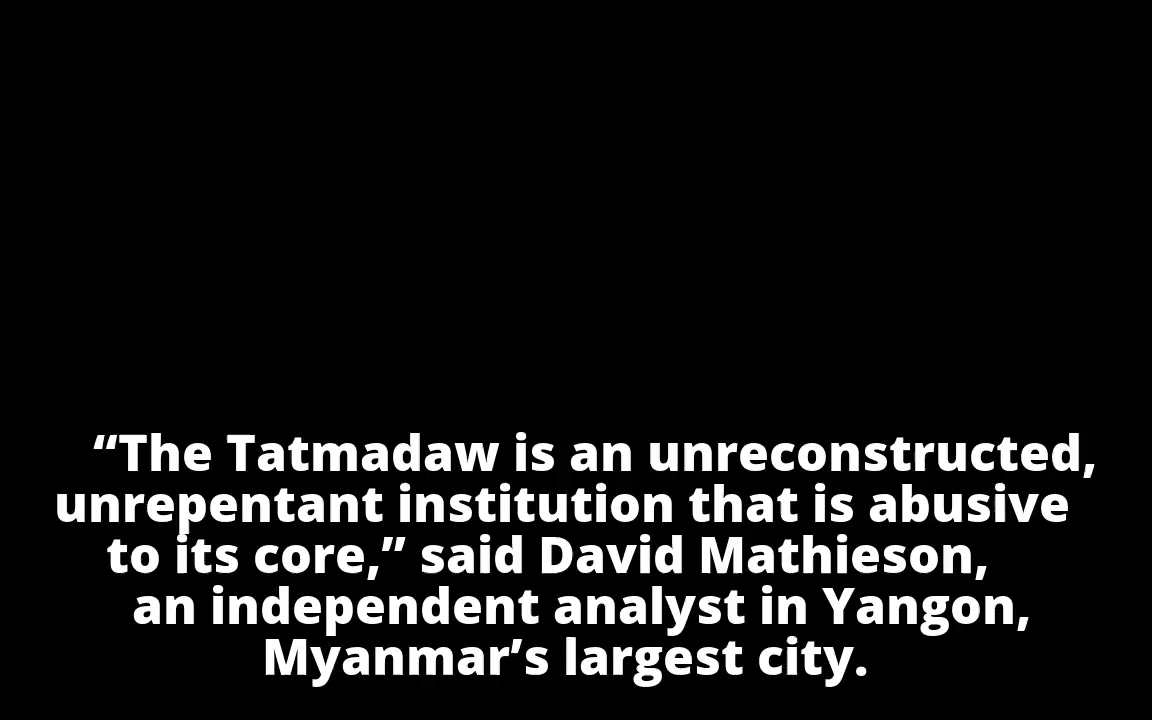 “The Tatmadaw is an unreconstructed,
unrepentant institution that is abusive
to its core,” said David Mathieson,
an independent analyst in Yangon,
Myanmar’s largest city.